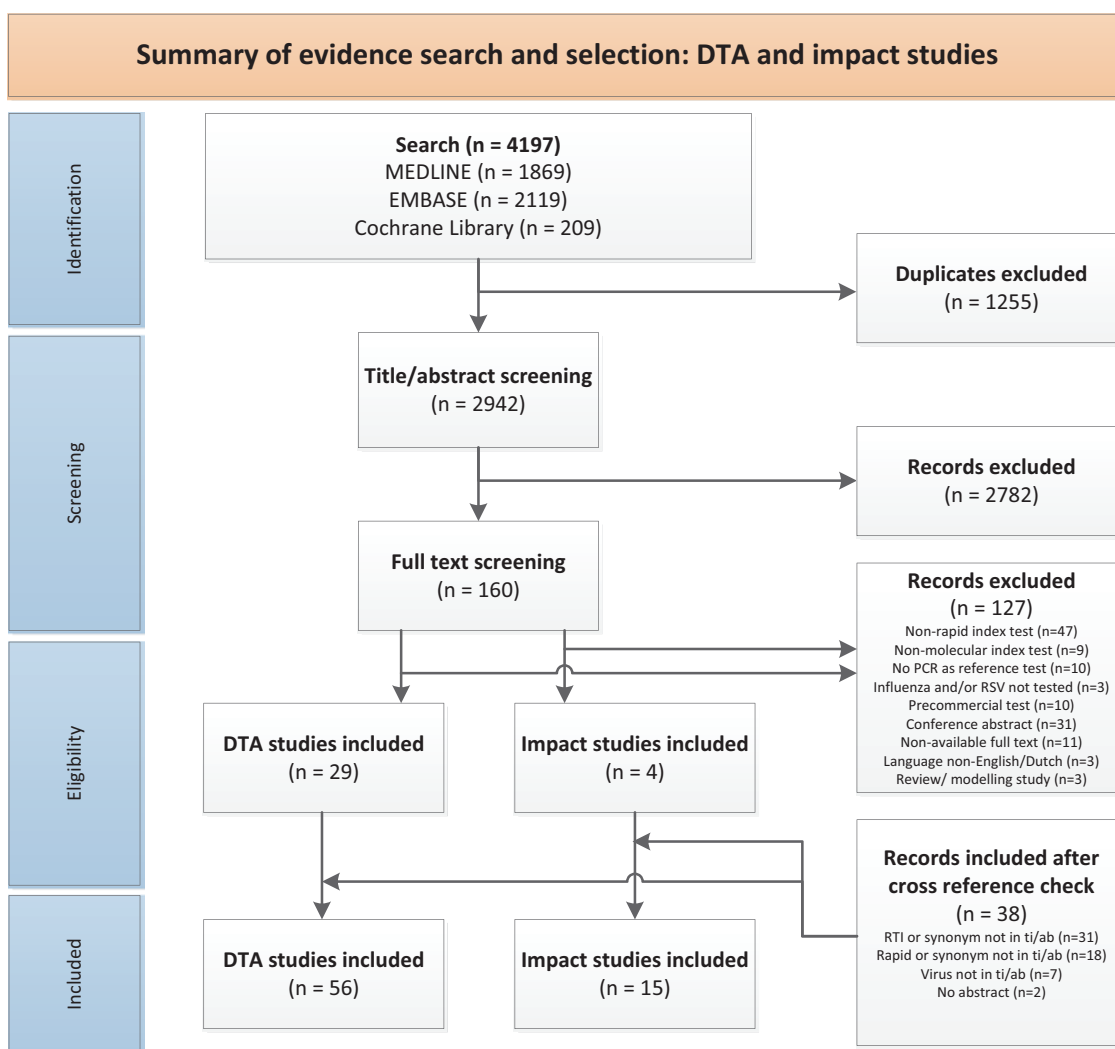 Summary of evidence search and selection: DTA and impact studies
Identification
Search (n = 4197)
MEDLINE (n = 1869)
EMBASE (n = 2119)
Cochrane Library (n = 209)
Duplicates excluded
(n = 1255)
Screening
Title/abstract screening
(n = 2942)
Records excluded
(n = 2782)
Full text screening
(n = 160)
Records excluded
(n = 127)
Non-rapid index test (n=47)
Non-molecular index test (n=9)
No PCR as reference test (n=10)
Influenza and/or RSV not tested (n=3)
Precommercial test (n=10)
Conference abstract (n=31)
Non-available full text (n=11)
Language non-English/Dutch (n=3)
Review/ modelling study (n=3)
Eligibility
DTA studies included
(n = 29)
Impact studies included
(n = 4)
Records included after
cross reference check
(n = 38)
RTI or synonym not in ti/ab (n=31)
Rapid or synonym not in ti/ab (n=18)
Virus not in ti/ab (n=7)
No abstract (n=2)
Included
DTA studies included
(n = 56)
Impact studies included
(n = 15)